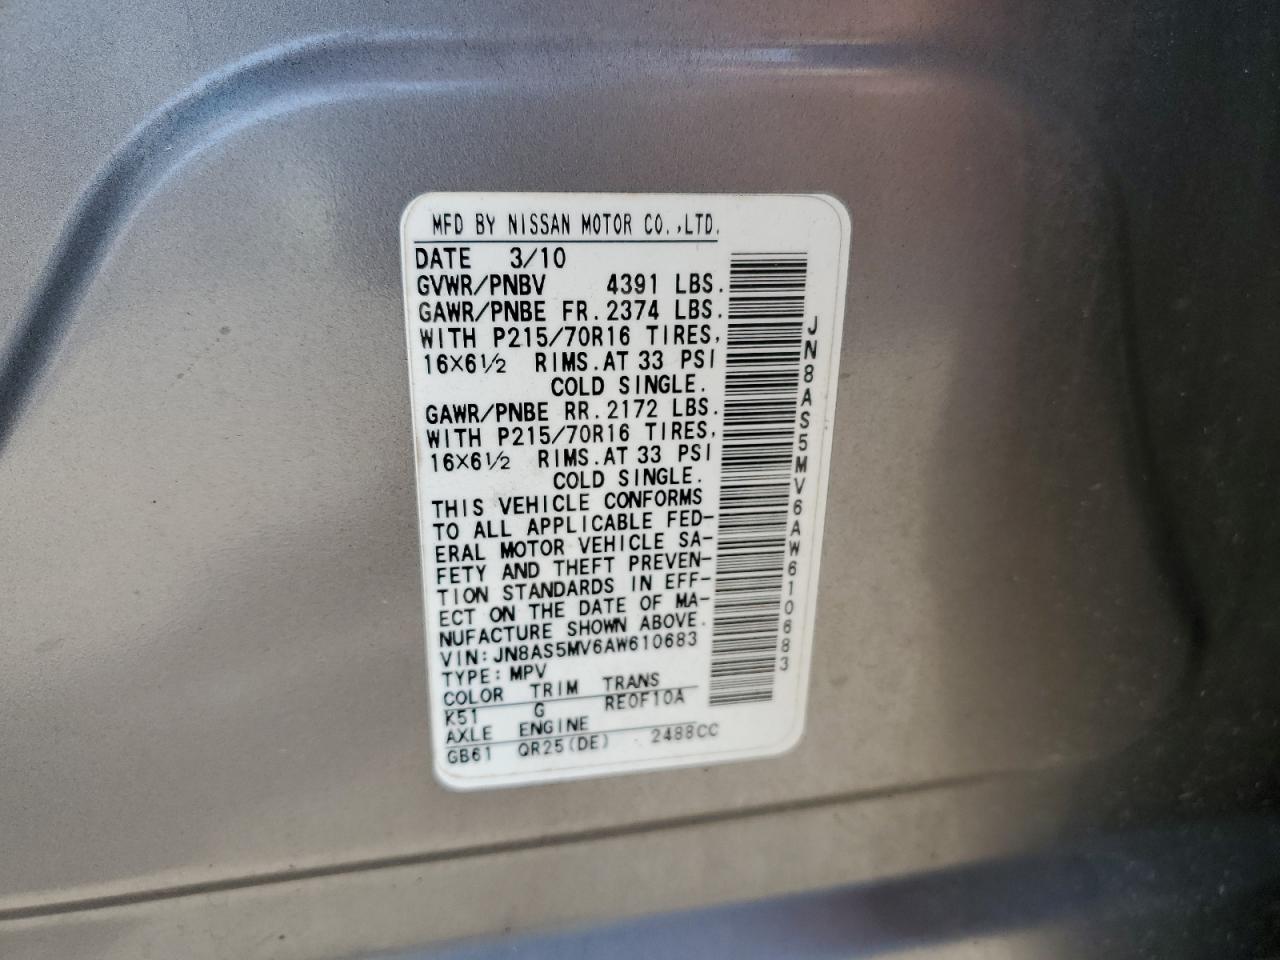 MFD BY NISSAN MOTOR CO.,LTD.
DATE 3/10
GVWR/PNBV 4391 LBS.
GAWR/PNBE FR. 2374 LBS.
WITH P215/70R16 TIRES,
16×6½ RIMS.AT 33 PSI
COLD SINGLE.
GAWR/PNBE RR. 2172 LBS.
WITH P215/70R16 TIRES,
16×6½ RIMS.AT 33 PSI
COLD SINGLE.
THIS VEHICLE CONFORMS
TO ALL APPLICABLE FED-
ERAL MOTOR VEHICLE SA-
FETY AND THEFT PREVEN-
TION STANDARDS IN EFF-
ECT ON THE DATE OF MA-
NUFACTURE SHOWN ABOVE.
VIN: JN8AS5MV6AW610683
TYPE: MPV
COLOR TRIM TRANS
K51 G RE0F10A
AXLE ENGINE
GB61 QR25(DE) 2488CC
JN8AS5MV6AW610683